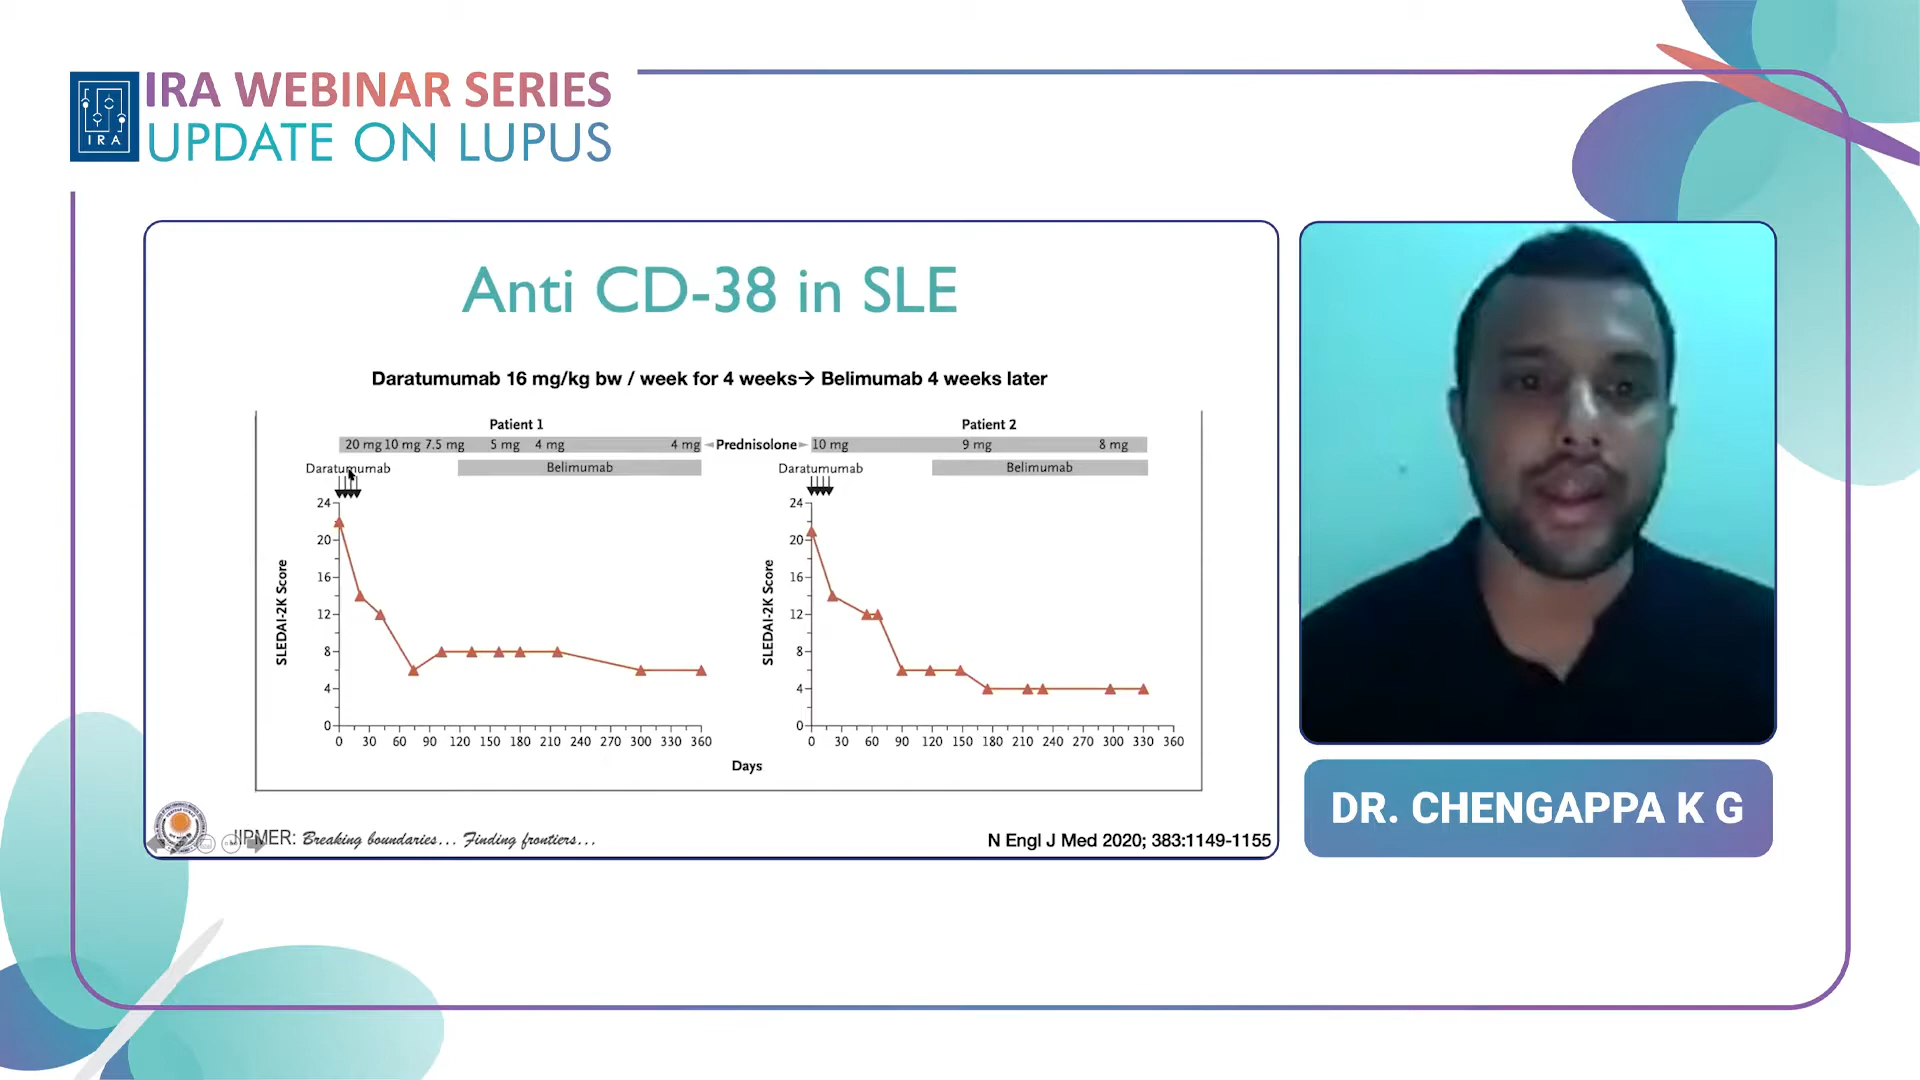 IRA
IRA WEBINAR SERIES
UPDATE ON LUPUS
Anti CD-38 in SLE
Daratumumab 16 mg/kg bw / week for 4 weeks→ Belimumab 4 weeks later
Patient 1
20 mg 10 mg 7.5 mg 5 mg 4 mg 4 mg
Prednisolone
Daratumumab
Belimumab
SLEDAI-2K Score
24
20
16
12
8
4
0
0 30 60 90 120 150 180 210 240 270 300 330 360
Patient 2
10 mg 9 mg 8 mg
Daratumumab
Belimumab
SLEDAI-2K Score
24
20
16
12
8
4
0
0 30 60 90 120 150 180 210 240 270 300 330 360
Days
JIPMER: Breaking boundaries... Finding frontiers...
N Engl J Med 2020; 383:1149-1155
DR. CHENGAPPA K G